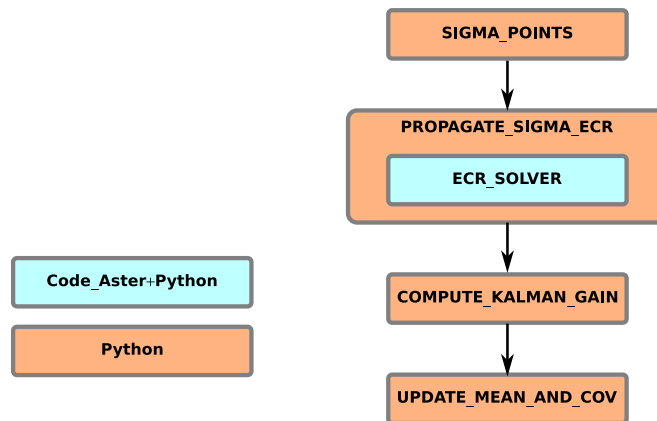 SIGMA_POINTS
PROPAGATE_SIGMA_ECR
ECR_SOLVER
Code_Aster+Python
COMPUTE_KALMAN_GAIN
Python
UPDATE_MEAN_AND_COV